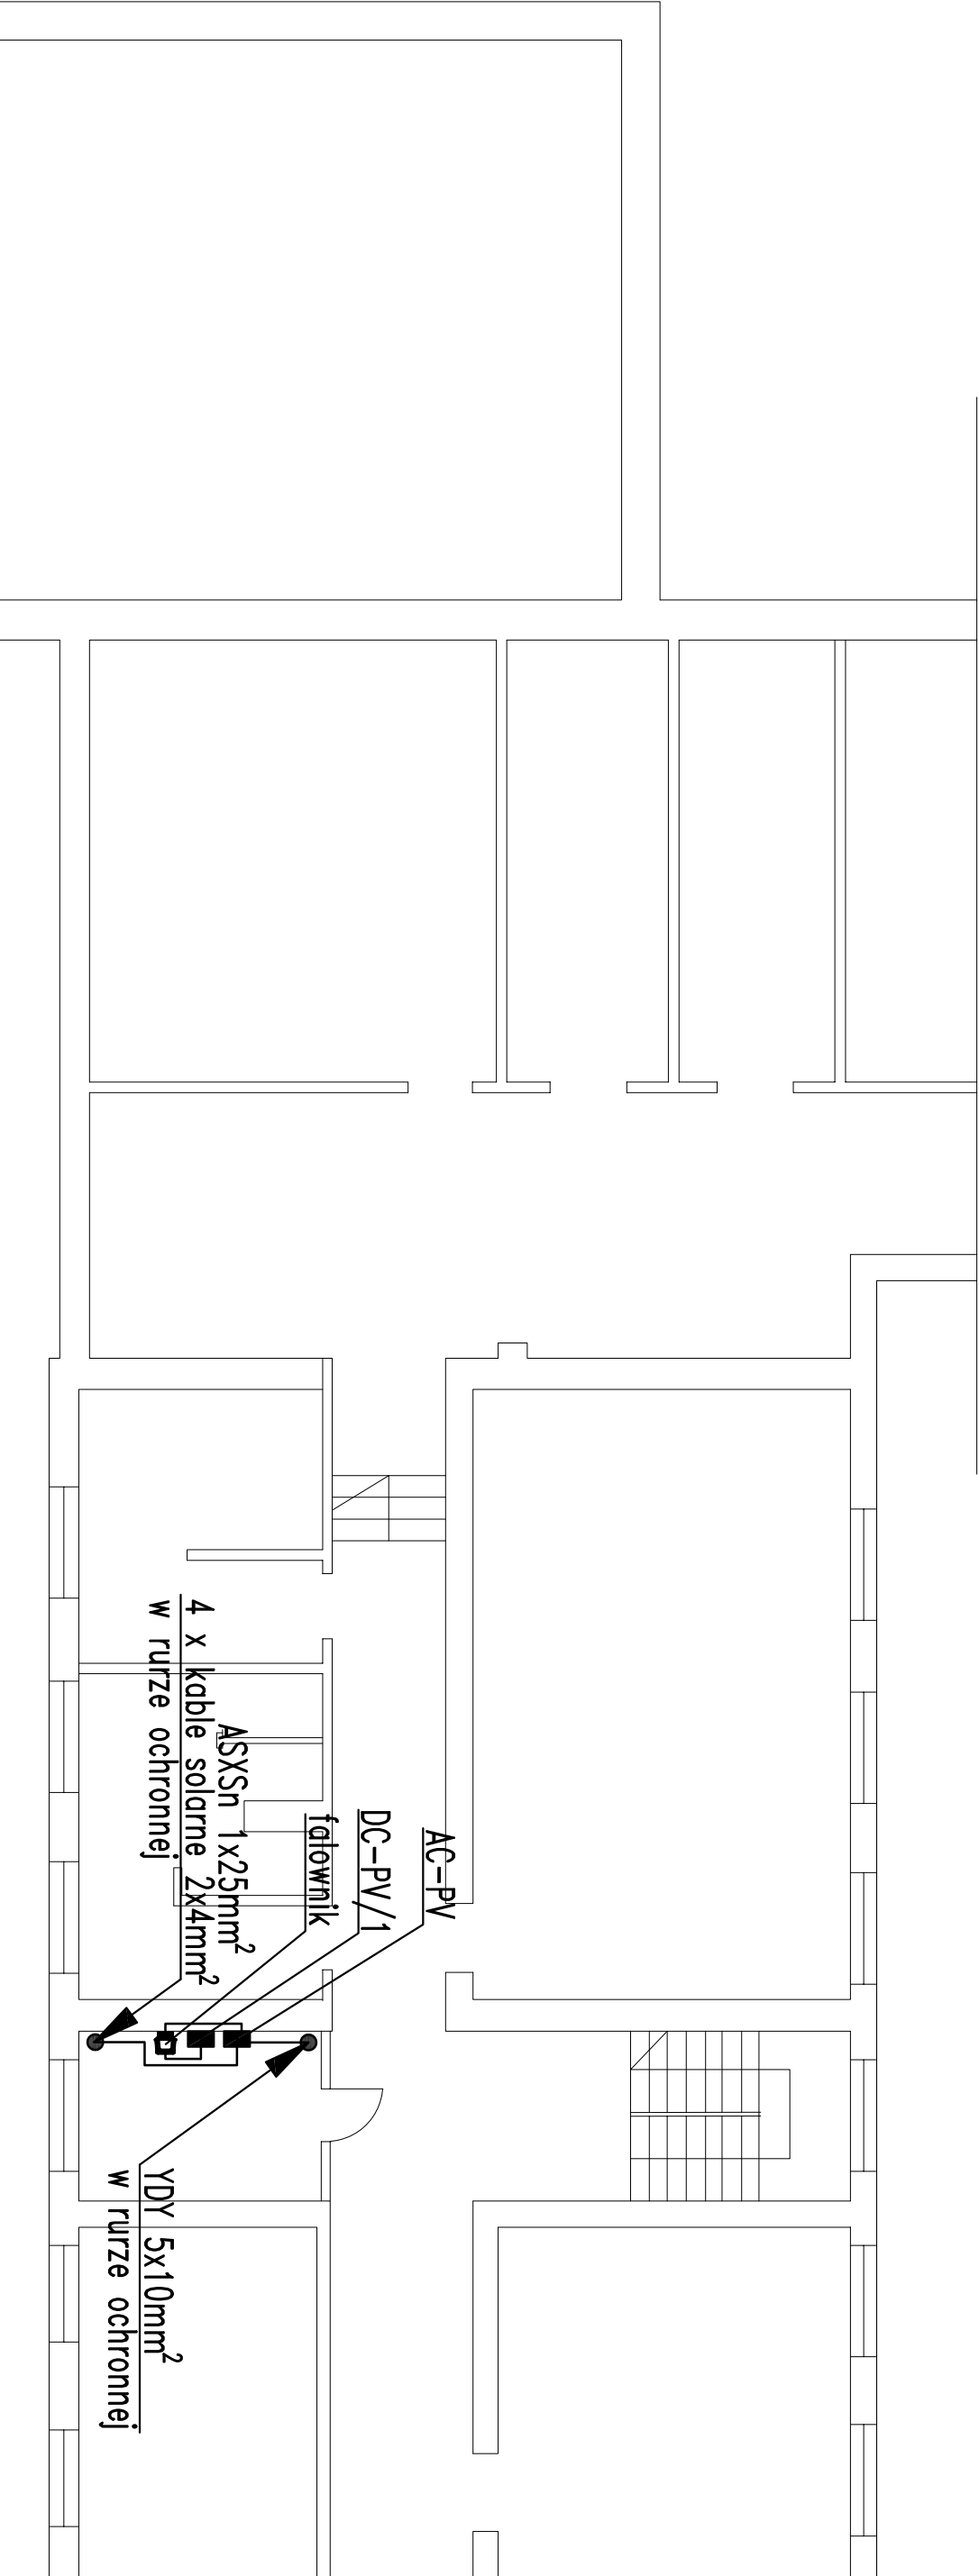 AC-PV
DC-PV/1
falownik
ASXSn 1x25mm²
4 x kable solarne 2x4mm²
w rurze ochronnej
YDY 5x10mm²
w rurze ochronnej